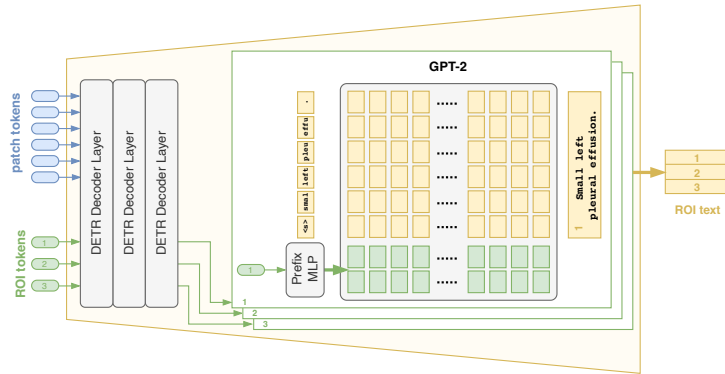 GPT-2
patch tokens
ROI tokens
1
2
3
DETR Decoder Layer
DETR Decoder Layer
DETR Decoder Layer
.
effu
pleu
left
smal
<s>
1
Prefix
MLP
.....
.....
.....
.....
.....
.....
.....
.....
1 Small left
pleural effusion.
1
2
3
1
2
3
ROI text